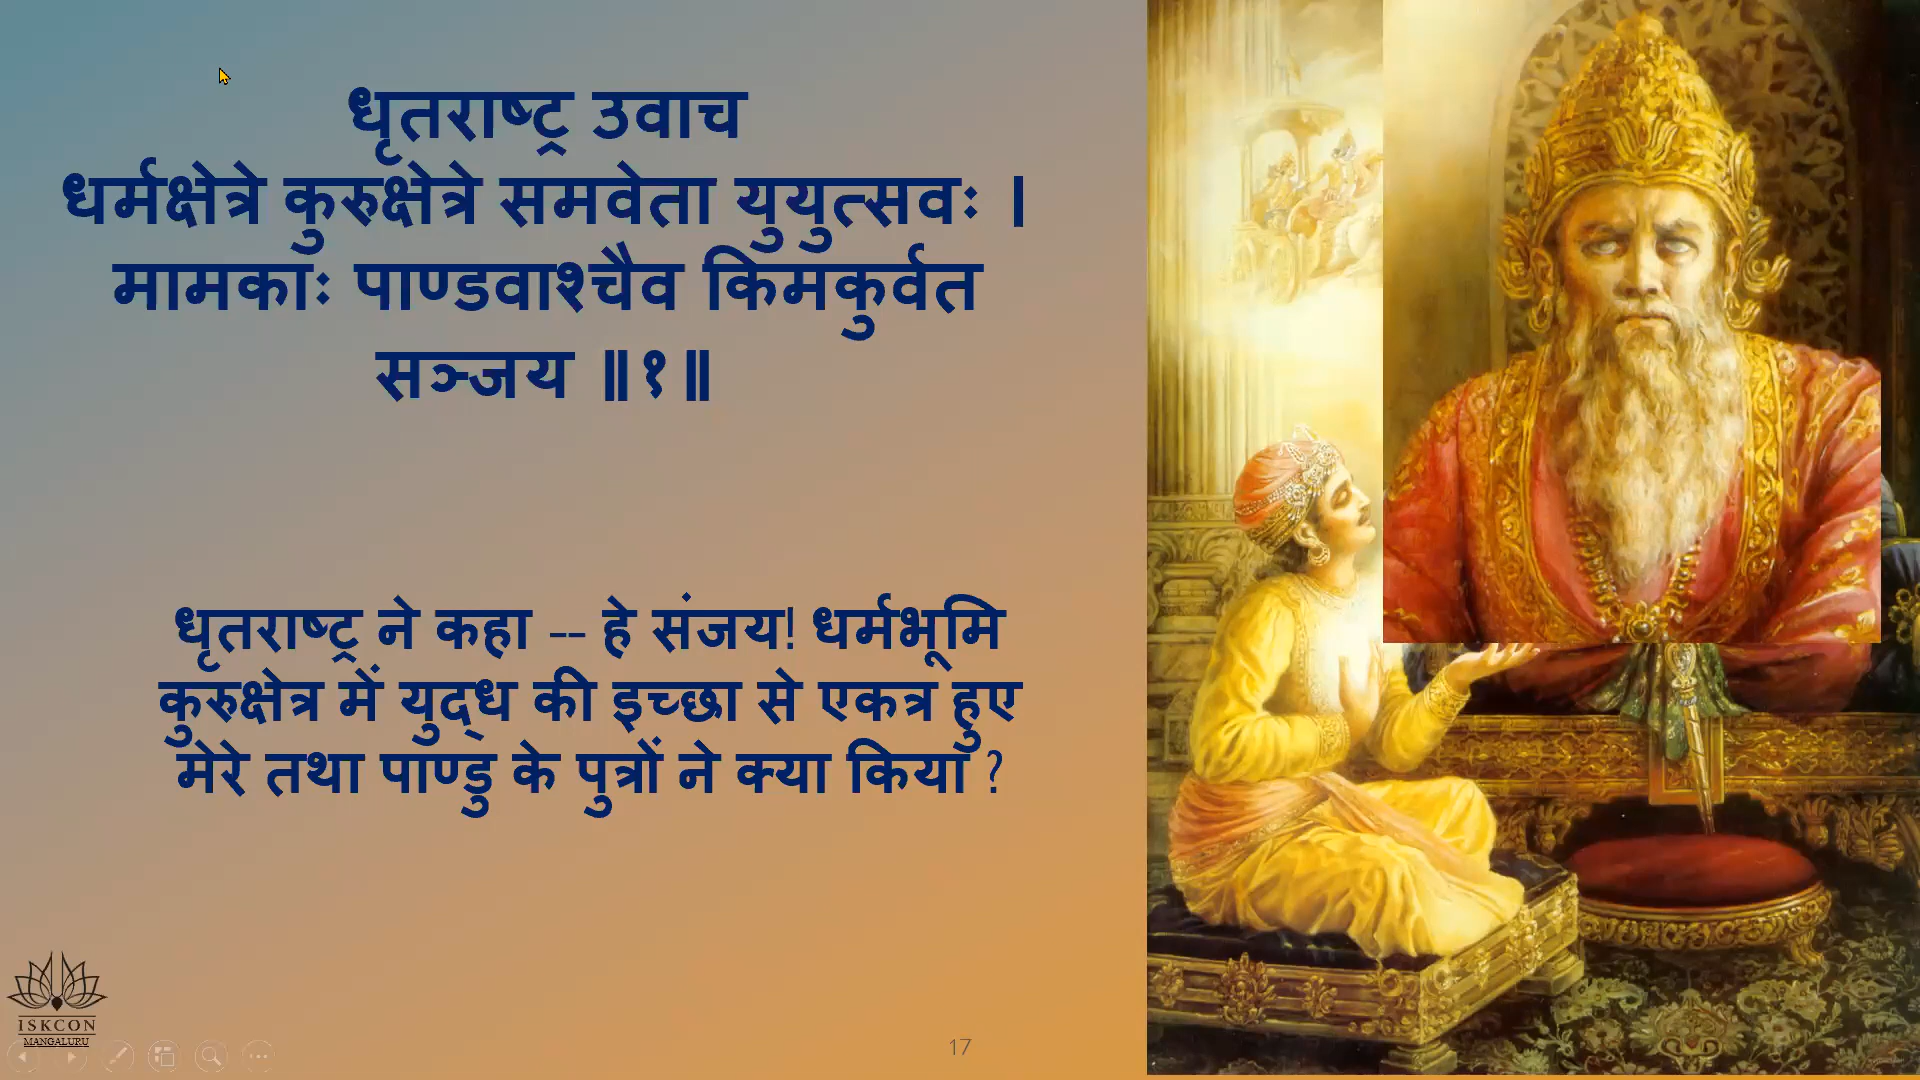 धृतराष्ट्र उवाच
धर्मक्षेत्रे कुरुक्षेत्रे समवेता युयुत्सवः ।
मामकाः पाण्डवाश्चैव किमकुर्वत
सञ्जय ॥१॥
धृतराष्ट्र ने कहा -- हे संजय! धर्मभूमि
कुरुक्षेत्र में युद्ध की इच्छा से एकत्र हुए
मेरे तथा पाण्डु के पुत्रों ने क्या किया ?
ISKCON
MANGALURU
17